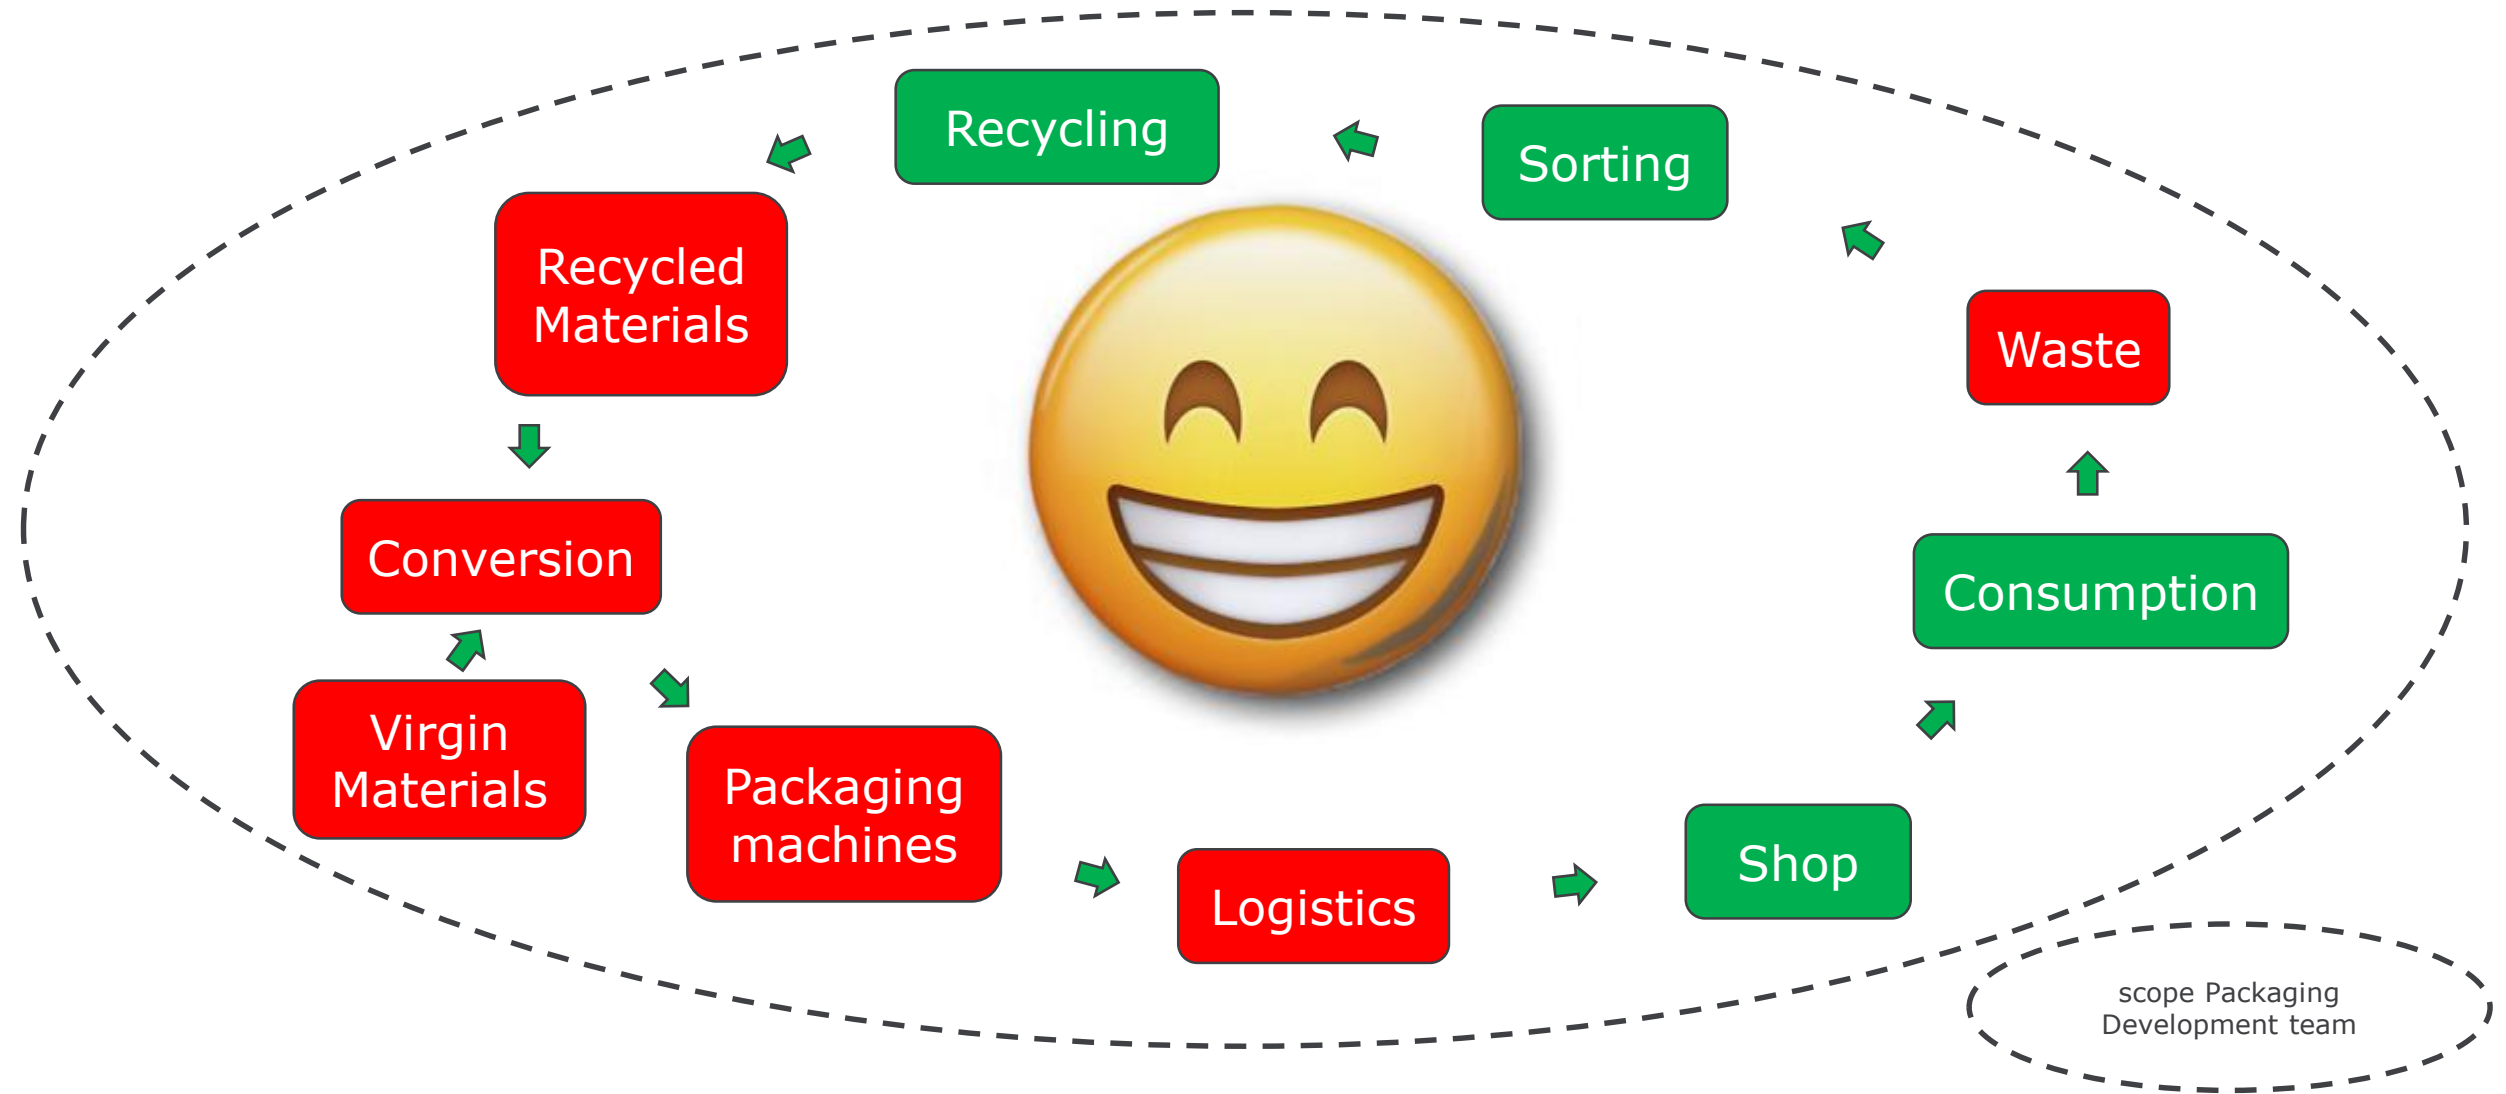 Recycling
Sorting
Recycled
Materials
Waste
Conversion
Consumption
Virgin
Materials
Packaging
machines
Shop
Logistics
scope Packaging
Development team